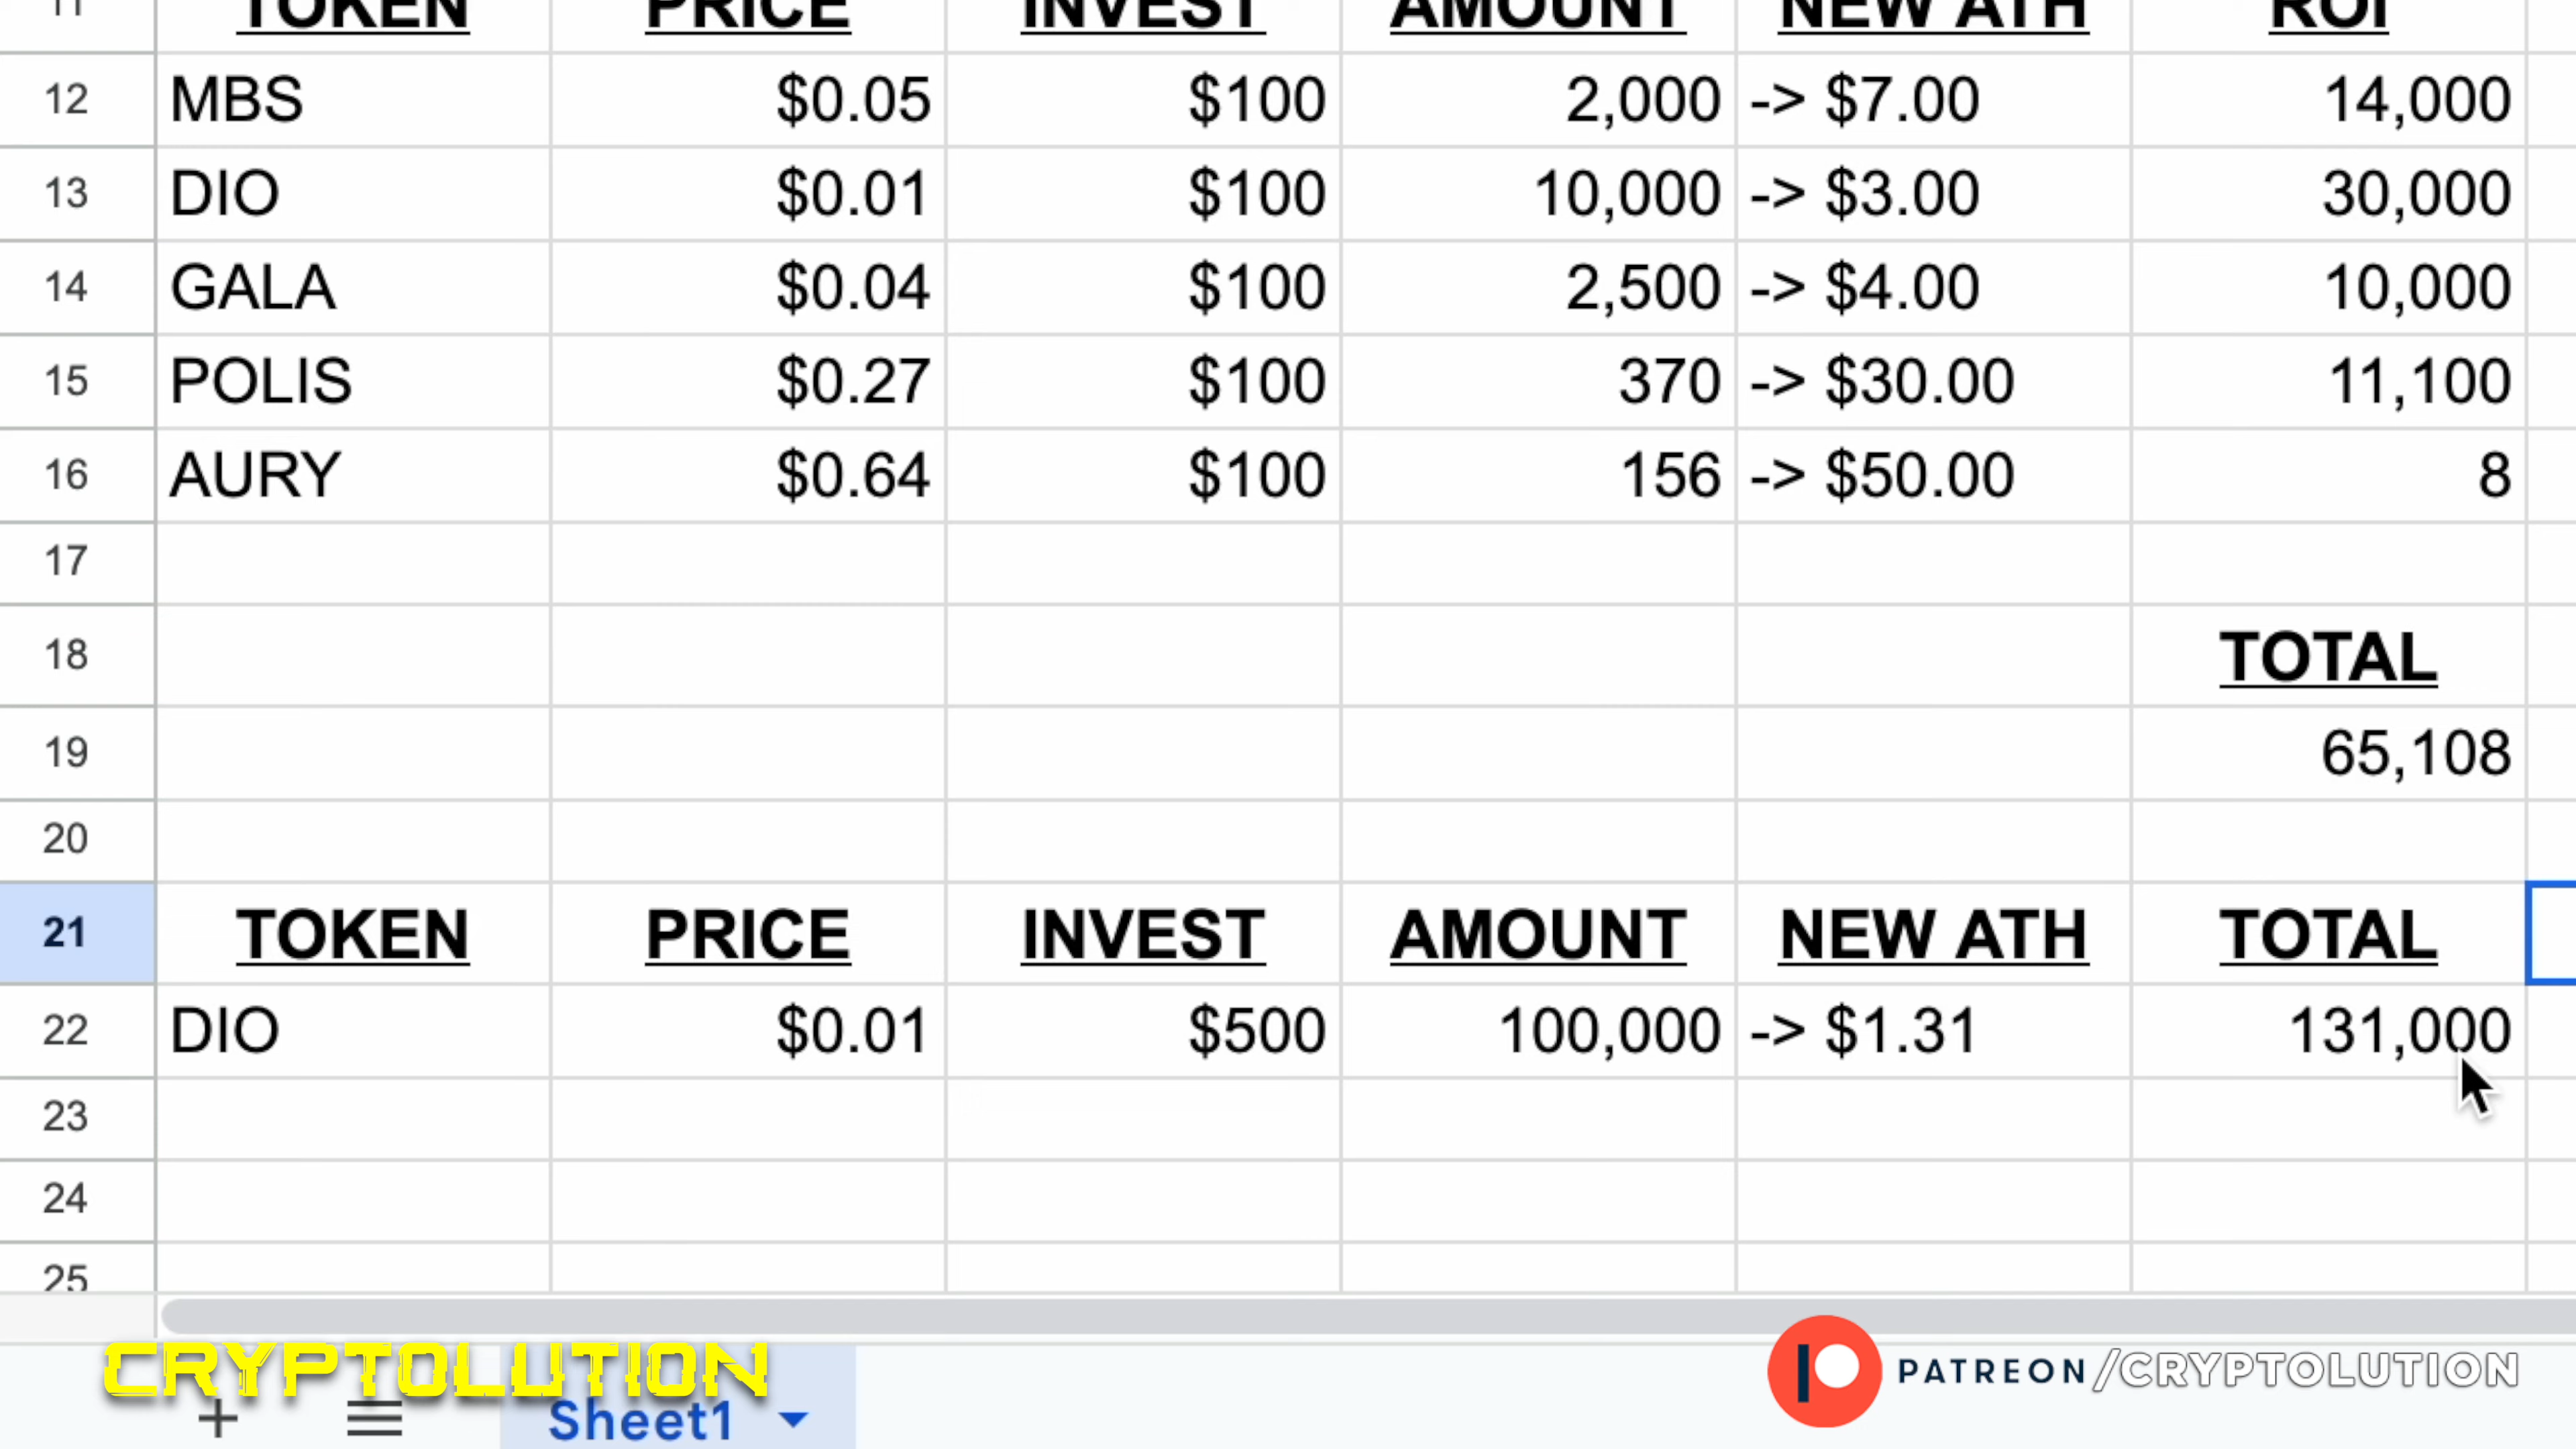 11 TOKEN PRICE INVEST AMOUNT NEW ATH ROI
12 MBS $0.05 $100 2,000 -> $7.00 14,000
13 DIO $0.01 $100 10,000 -> $3.00 30,000
14 GALA $0.04 $100 2,500 -> $4.00 10,000
15 POLIS $0.27 $100 370 -> $30.00 11,100
16 AURY $0.64 $100 156 -> $50.00 8
17
18 TOTAL
19 65,108
20
21 TOKEN PRICE INVEST AMOUNT NEW ATH TOTAL
22 DIO $0.01 $500 100,000 -> $1.31 131,000
23
24
25
CRYPTOLUTION
PATREON/CRYPTOLUTION
Sheet1